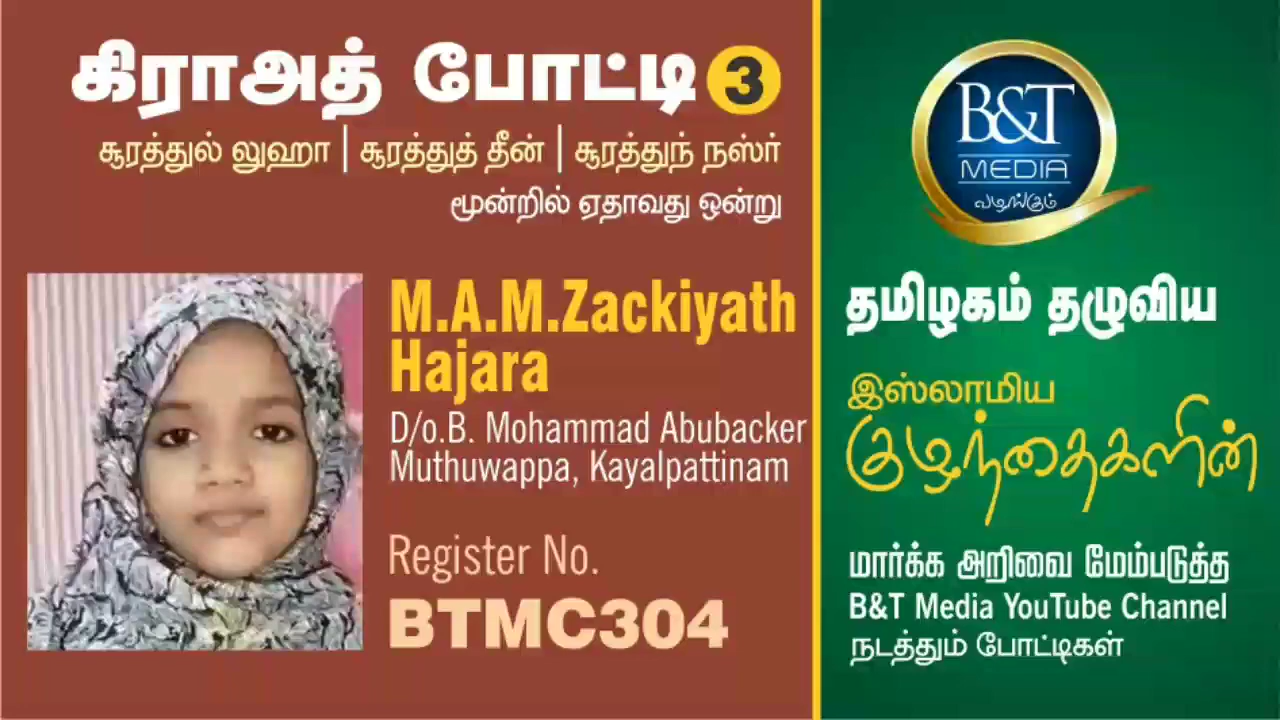 கிராஅத் போட்டி 3
சூரத்துல் லுஹா | சூரத்துத் தீன் | சூரத்துந் நஸ்ர்
மூன்றில் ஏதாவது ஒன்று
M.A.M.Zackiyath
Hajara
D/o.B. Mohammad Abubacker
Muthuwappa, Kayalpattinam
Register No.
BTMC304
B&T
MEDIA
வழங்கும்
தமிழகம் தழுவிய
இஸ்லாமிய
குழந்தைகளின்
மார்க்க அறிவை மேம்படுத்த
B&T Media YouTube Channel
நடத்தும் போட்டிகள்